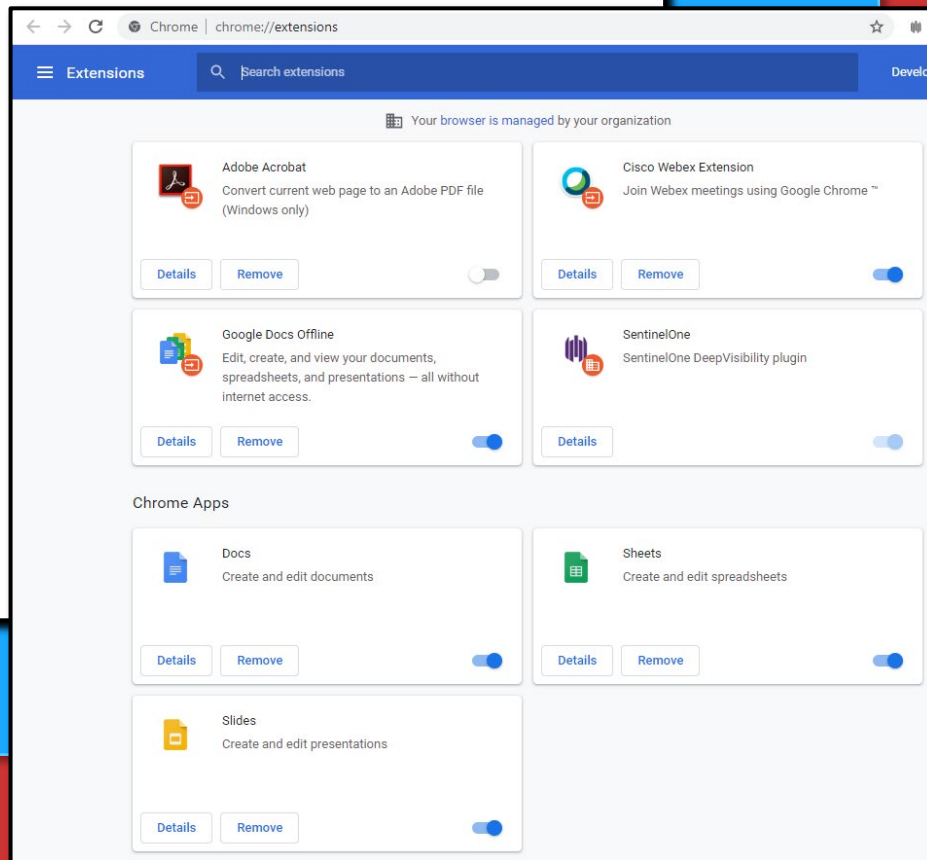 Chrome | chrome://extensions
Extensions
Search extensions
Develo
Your browser is managed by your organization
Adobe Acrobat
Convert current web page to an Adobe PDF file
(Windows only)
Details Remove
Cisco Webex Extension
Join Webex meetings using Google Chrome ™
Details Remove
Google Docs Offline
Edit, create, and view your documents,
spreadsheets, and presentations — all without
internet access.
Details Remove
SentinelOne
SentinelOne DeepVisibility plugin
Details
Chrome Apps
Docs
Create and edit documents
Details Remove
Sheets
Create and edit spreadsheets
Details Remove
Slides
Create and edit presentations
Details Remove